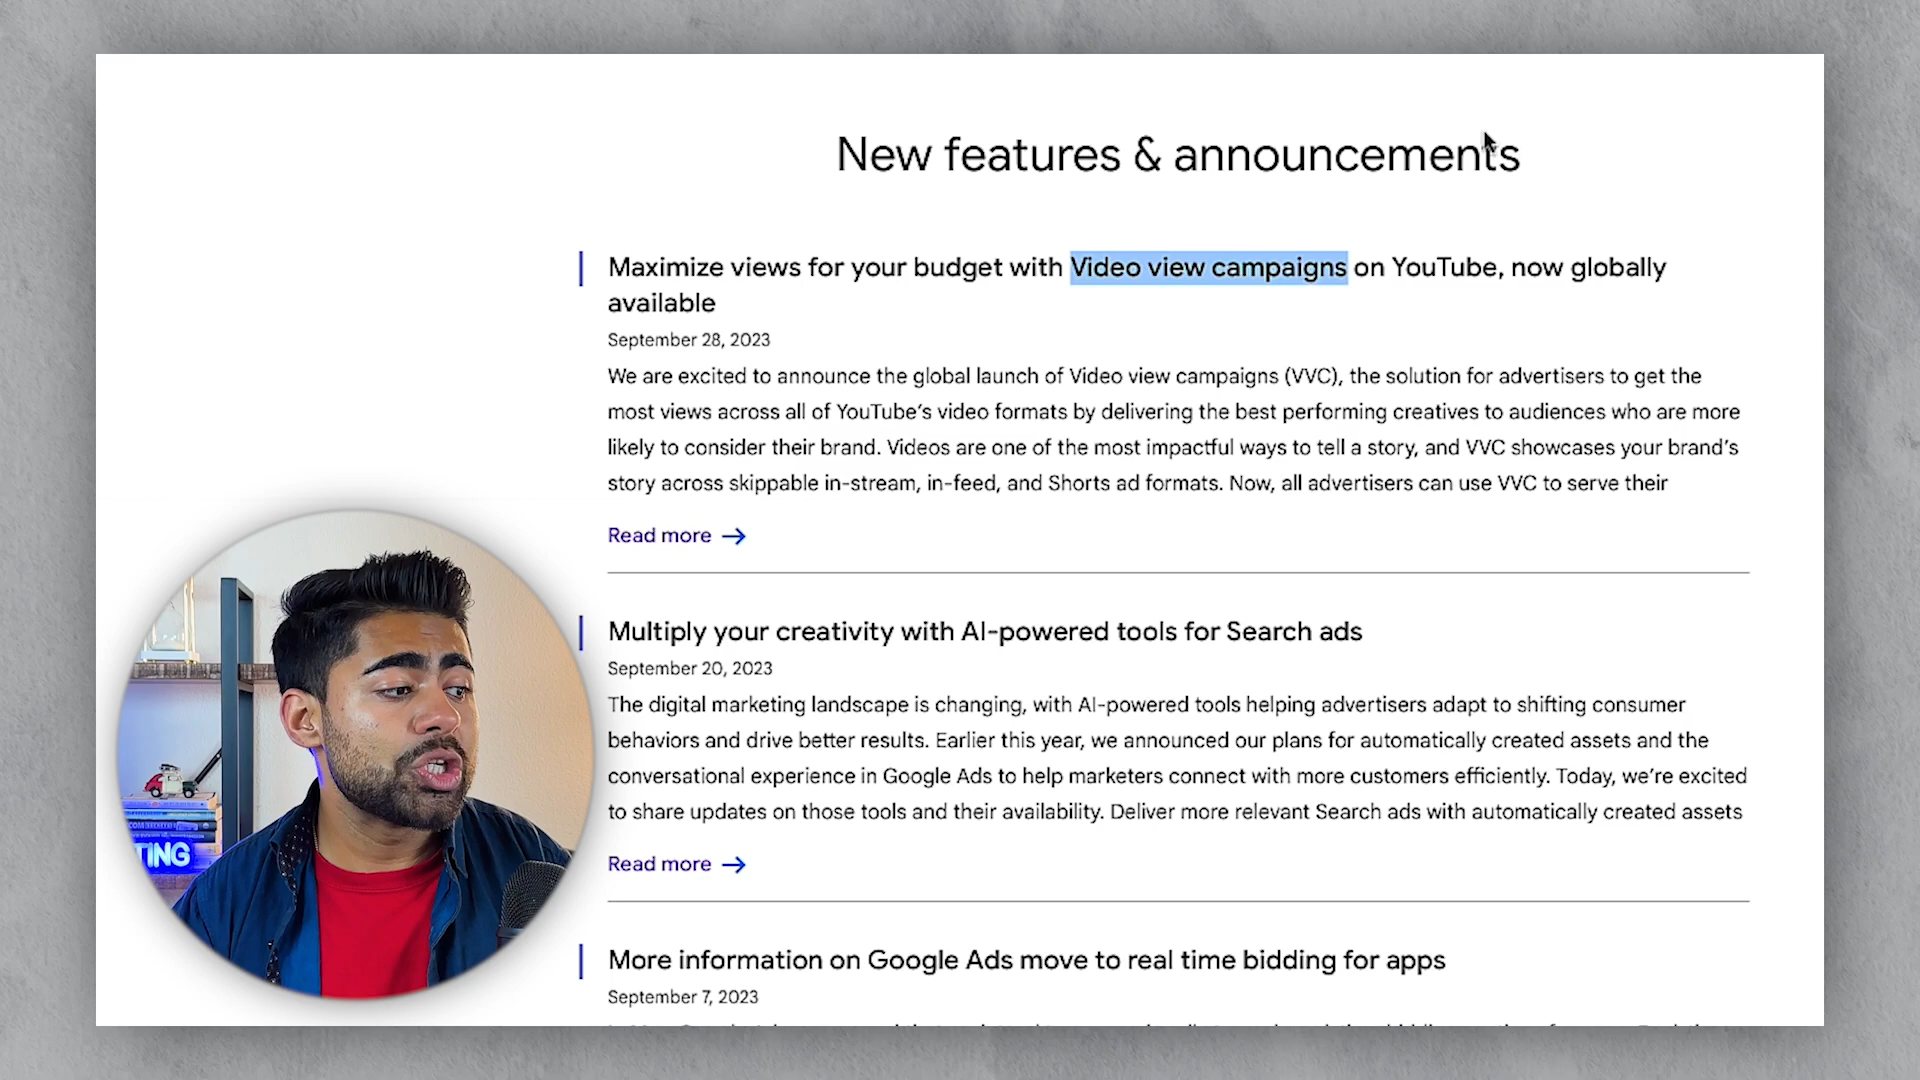 New features & announcements
Maximize views for your budget with Video view campaigns on YouTube, now globally
available
September 28, 2023
We are excited to announce the global launch of Video view campaigns (VVC), the solution for advertisers to get the
most views across all of YouTube's video formats by delivering the best performing creatives to audiences who are more
likely to consider their brand. Videos are one of the most impactful ways to tell a story, and VVC showcases your brand's
story across skippable in-stream, in-feed, and Shorts ad formats. Now, all advertisers can use VVC to serve their
Read more →
Multiply your creativity with AI-powered tools for Search ads
September 20, 2023
The digital marketing landscape is changing, with AI-powered tools helping advertisers adapt to shifting consumer
behaviors and drive better results. Earlier this year, we announced our plans for automatically created assets and the
conversational experience in Google Ads to help marketers connect with more customers efficiently. Today, we're excited
to share updates on those tools and their availability. Deliver more relevant Search ads with automatically created assets
Read more →
More information on Google Ads move to real time bidding for apps
September 7, 2023
TING